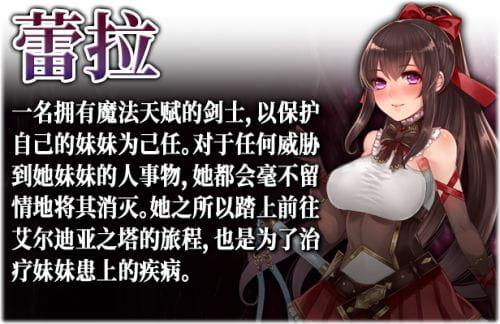 蕾拉
一名拥有魔法天赋的剑士, 以保护
自己的妹妹为己任。对于任何威胁
到她妹妹的人事物, 她都会毫不留
情地将其消灭。她之所以踏上前往
艾尔迪亚之塔的旅程, 也是为了治
疗妹妹患上的疾病。